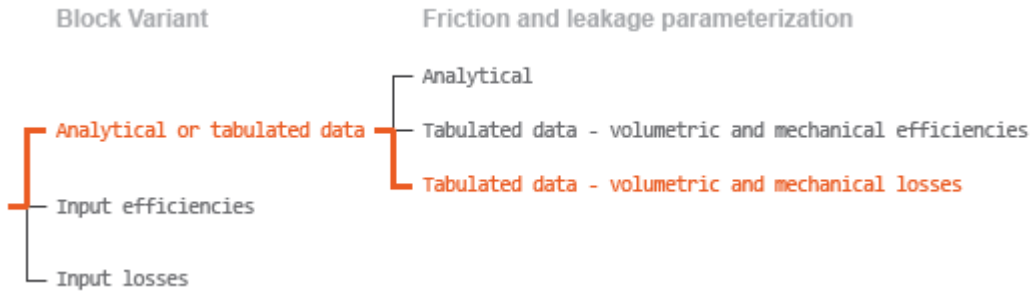 Block Variant
Friction and leakage parameterization
Analytical
Analytical or tabulated data
Tabulated data - volumetric and mechanical efficiencies
Tabulated data - volumetric and mechanical losses
Input efficiencies
Input losses